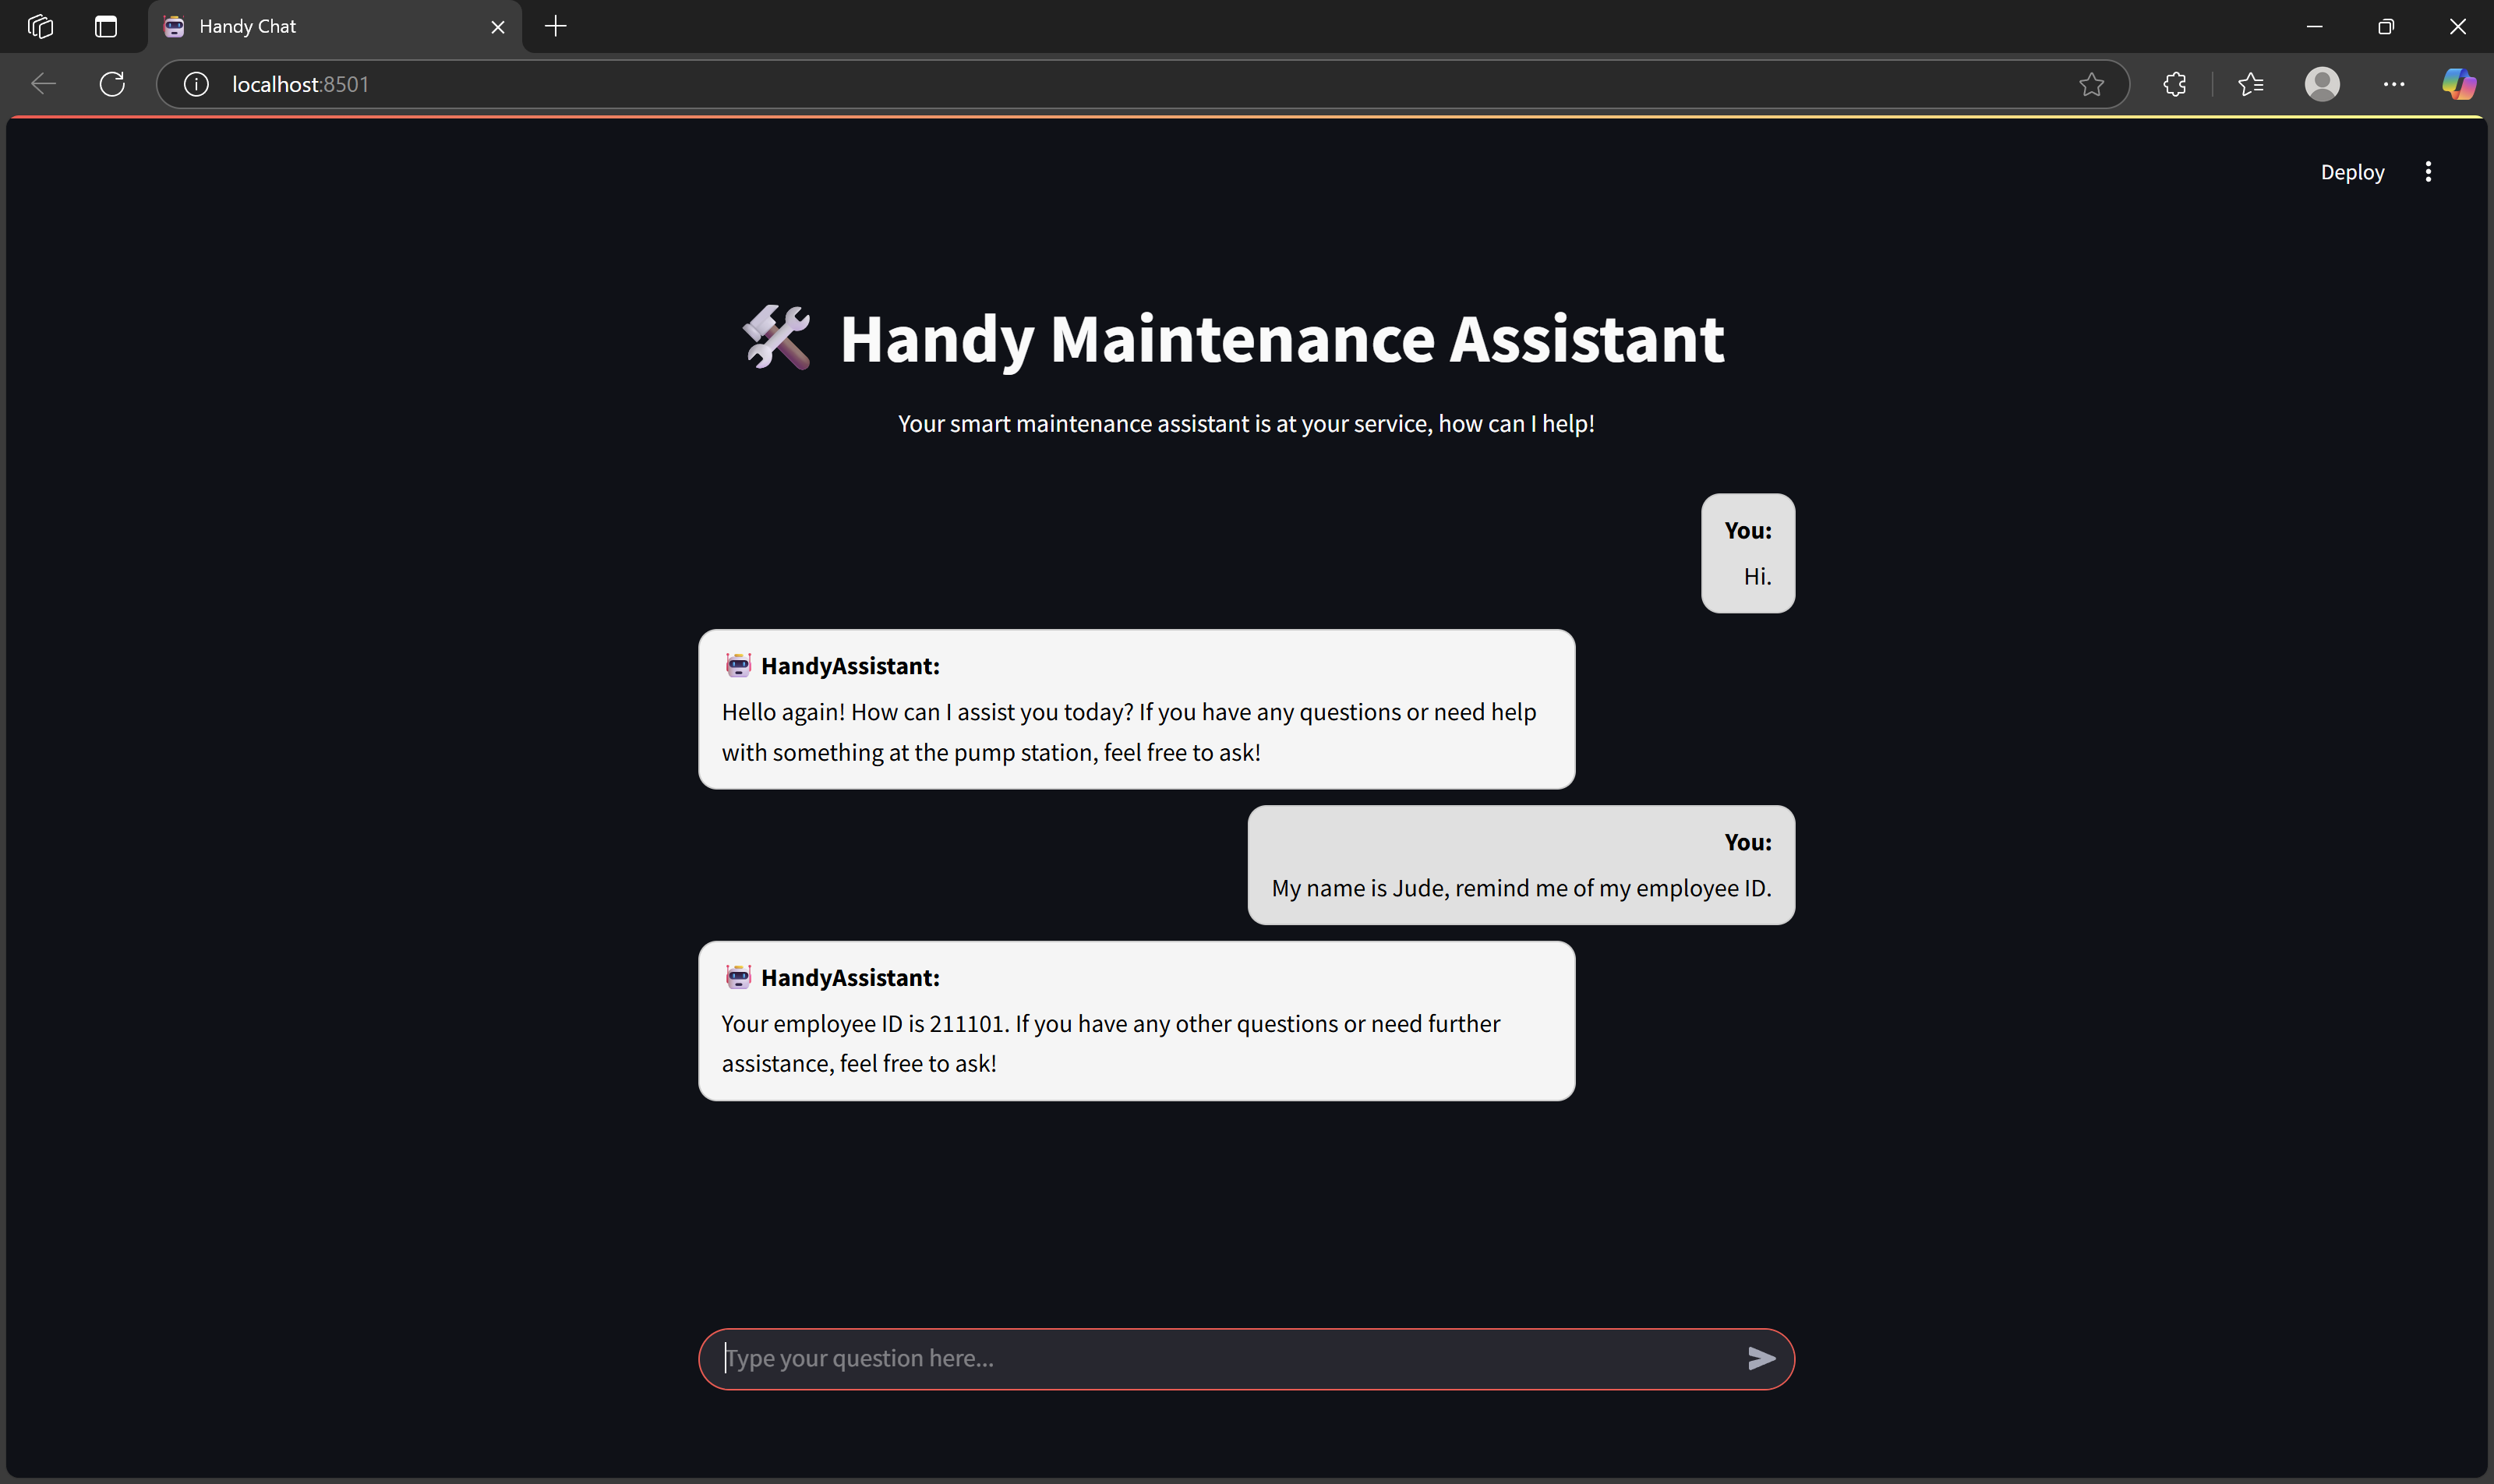 Handy Chat
localhost:8501
Deploy
Handy Maintenance Assistant
Your smart maintenance assistant is at your service, how can I help!
You:
Hi.
HandyAssistant:
Hello again! How can I assist you today? If you have any questions or need help
with something at the pump station, feel free to ask!
You:
My name is Jude, remind me of my employee ID.
HandyAssistant:
Your employee ID is 211101. If you have any other questions or need further
assistance, feel free to ask!
Type your question here...